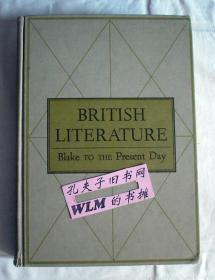 BRITISH
LITERATURE
Blake TO THE Present Day
孔夫子旧书网
WLM 的书摊